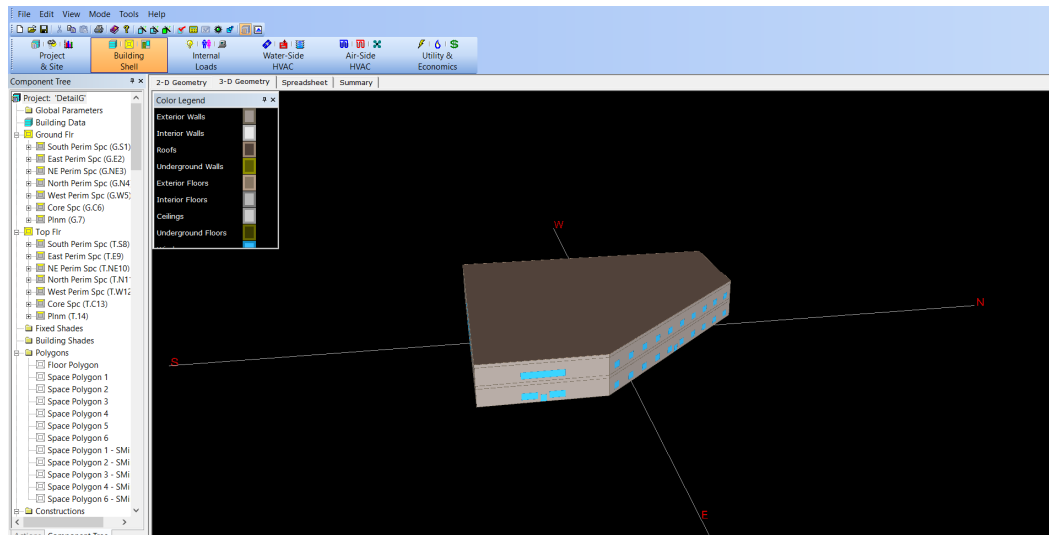 File Edit View Mode Tools Help
Project & Site
Building Shell
Internal Loads
Water-Side HVAC
Air-Side HVAC
Utility & Economics
Component Tree
2-D Geometry 3-D Geometry Spreadsheet Summary
Project: 'DetailG'
Global Parameters
Building Data
Ground Flr
South Perim Spc (G.S1)
East Perim Spc (G.E2)
NE Perim Spc (G.NE3)
North Perim Spc (G.N4
West Perim Spc (G.W5)
Core Spc (G.C6)
Plnm (G.7)
Top Flr
South Perim Spc (T.S8)
East Perim Spc (T.E9)
NE Perim Spc (T.NE10)
North Perim Spc (T.N1
West Perim Spc (T.W12
Core Spc (T.C13)
Plnm (T.14)
Fixed Shades
Building Shades
Polygons
Floor Polygon
Space Polygon 1
Space Polygon 2
Space Polygon 3
Space Polygon 4
Space Polygon 5
Space Polygon 6
Space Polygon 1 - SMi
Space Polygon 2 - SMi
Space Polygon 3 - SMi
Space Polygon 4 - SMi
Space Polygon 6 - SMi
Constructions
Actions Component Tree
Color Legend
Exterior Walls
Interior Walls
Roofs
Underground Walls
Exterior Floors
Interior Floors
Ceilings
Underground Floors
W
N
S
E